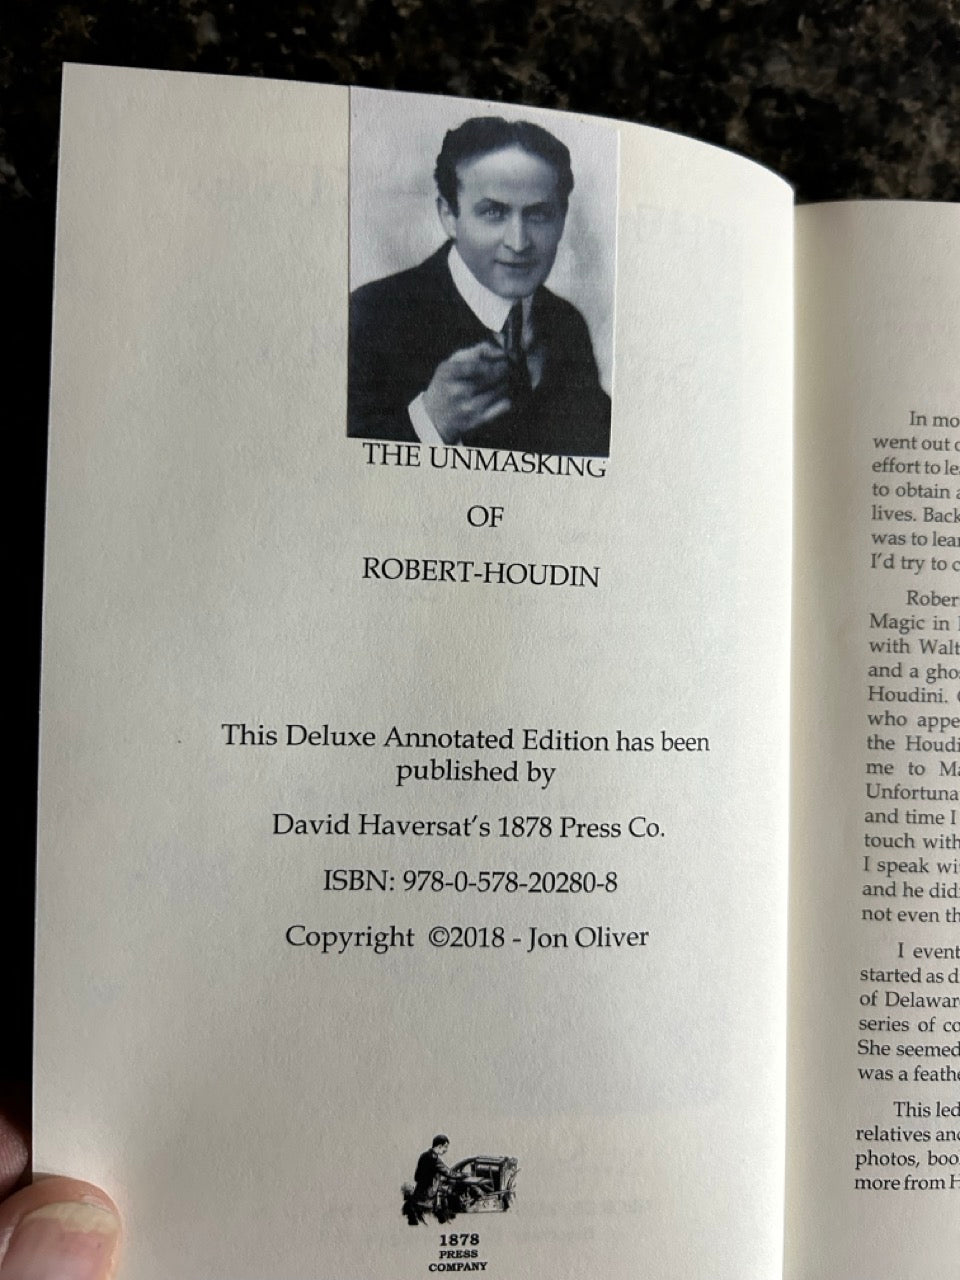 THE UNMASKING
OF
ROBERT-HOUDIN
This Deluxe Annotated Edition has been
published by
David Haversat's 1878 Press Co.
ISBN: 978-0-578-20280-8
Copyright ©2018 - Jon Oliver
1878
PRESS
COMPANY
In mo
went out
effort to le
to obtain a
lives. Back
was to lear
I'd try to c
Rober
Magic in
with Walt
and a gho
Houdini.
who appe
the Houdi
me to Ma
Unfortuna
and time I
touch with
I speak wi
and he did
not even th
I event
started as d
of Delawar
series of co
She seemed
was a feathe
This led
relatives and
photos, boo
more from H